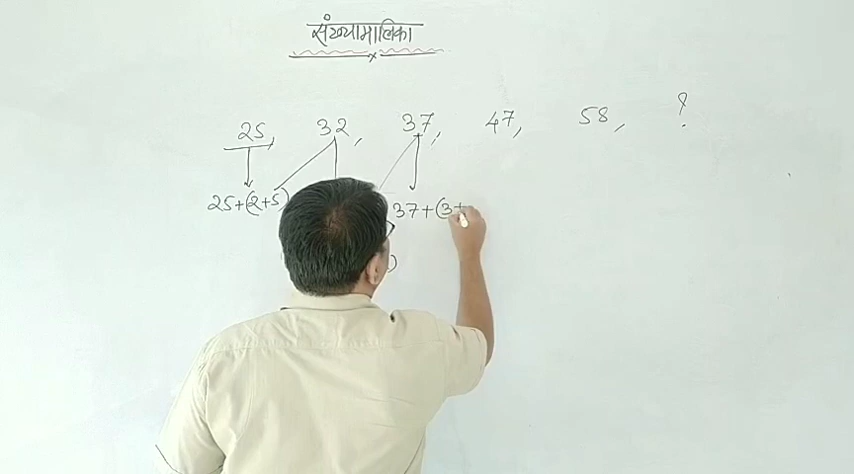 संख्यामालिका
25, 32, 37, 47, 58, ?
25+(2+5) 37+(3+